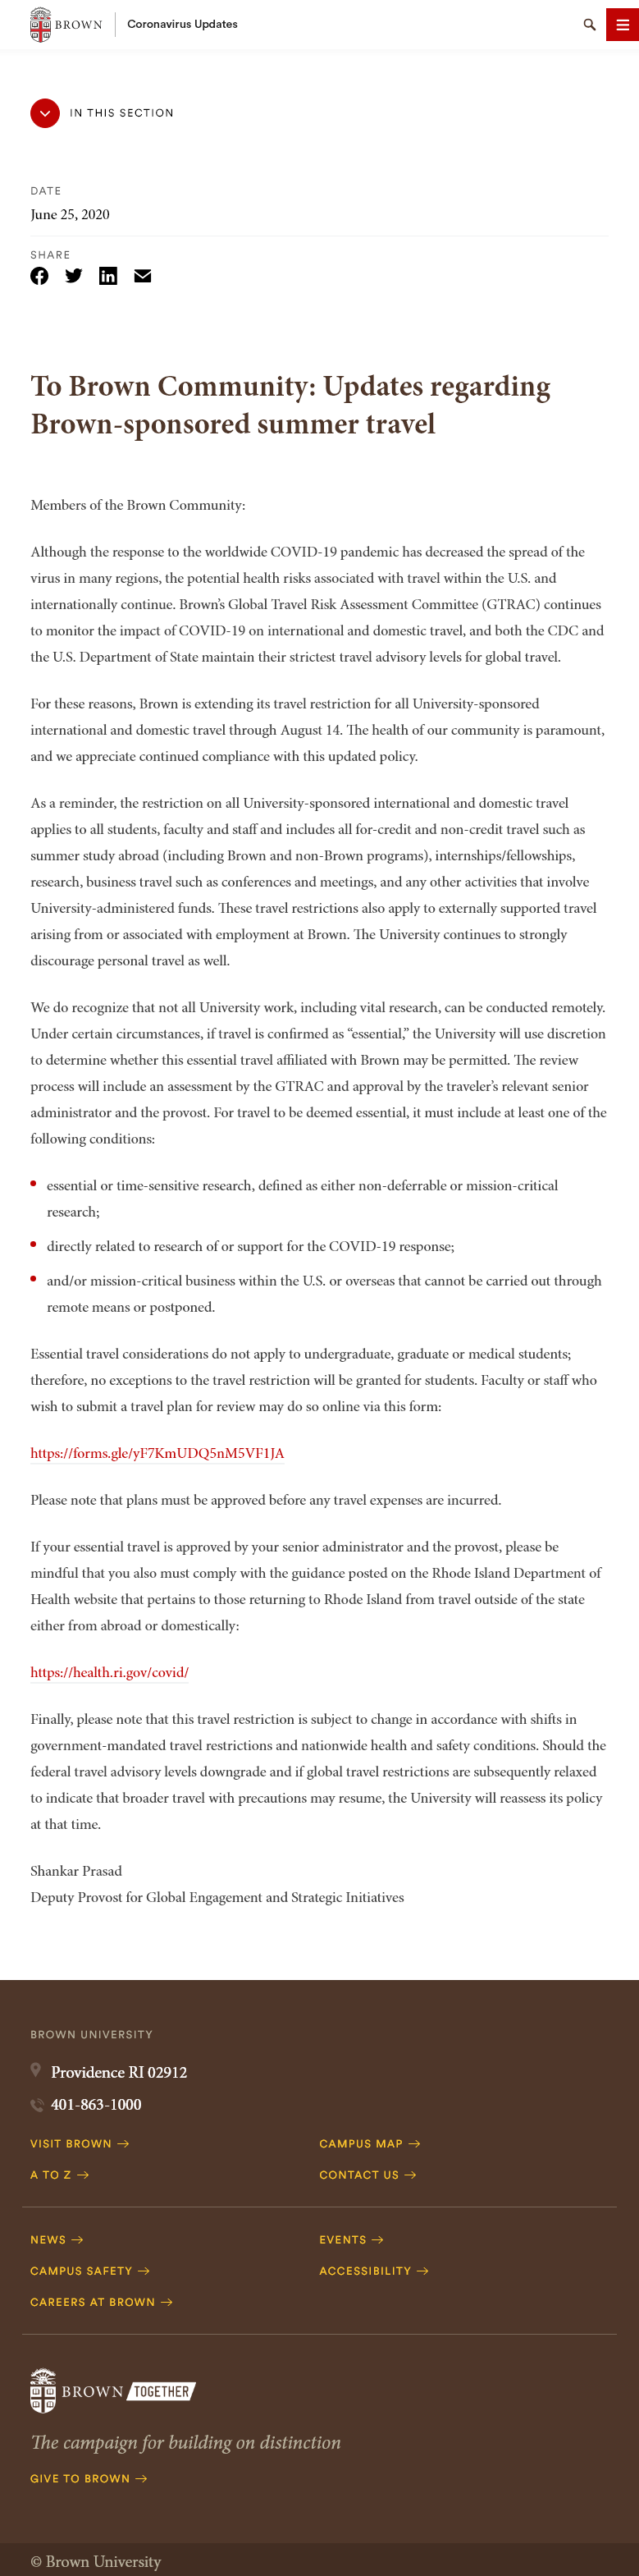 BROWN
Coronavirus Updates
IN THIS SECTION
DATE
June 25, 2020
SHARE
To Brown Community: Updates regarding
Brown-sponsored summer travel
Members of the Brown Community:
Although the response to the worldwide COVID-19 pandemic has decreased the spread of the
virus in many regions, the potential health risks associated with travel within the U.S. and
internationally continue. Brown’s Global Travel Risk Assessment Committee (GTRAC) continues
to monitor the impact of COVID-19 on international and domestic travel, and both the CDC and
the U.S. Department of State maintain their strictest travel advisory levels for global travel.
For these reasons, Brown is extending its travel restriction for all University-sponsored
international and domestic travel through August 14. The health of our community is paramount,
and we appreciate continued compliance with this updated policy.
As a reminder, the restriction on all University-sponsored international and domestic travel
applies to all students, faculty and staff and includes all for-credit and non-credit travel such as
summer study abroad (including Brown and non-Brown programs), internships/fellowships,
research, business travel such as conferences and meetings, and any other activities that involve
University-administered funds. These travel restrictions also apply to externally supported travel
arising from or associated with employment at Brown. The University continues to strongly
discourage personal travel as well.
We do recognize that not all University work, including vital research, can be conducted remotely.
Under certain circumstances, if travel is confirmed as “essential,” the University will use discretion
to determine whether this essential travel affiliated with Brown may be permitted. The review
process will include an assessment by the GTRAC and approval by the traveler’s relevant senior
administrator and the provost. For travel to be deemed essential, it must include at least one of the
following conditions:
essential or time-sensitive research, defined as either non-deferrable or mission-critical
research;
directly related to research of or support for the COVID-19 response;
and/or mission-critical business within the U.S. or overseas that cannot be carried out through
remote means or postponed.
Essential travel considerations do not apply to undergraduate, graduate or medical students;
therefore, no exceptions to the travel restriction will be granted for students. Faculty or staff who
wish to submit a travel plan for review may do so online via this form:
https://forms.gle/yF7KmUDQ5nM5VF1JA
Please note that plans must be approved before any travel expenses are incurred.
If your essential travel is approved by your senior administrator and the provost, please be
mindful that you also must comply with the guidance posted on the Rhode Island Department of
Health website that pertains to those returning to Rhode Island from travel outside of the state
either from abroad or domestically:
https://health.ri.gov/covid/
Finally, please note that this travel restriction is subject to change in accordance with shifts in
government-mandated travel restrictions and nationwide health and safety conditions. Should the
federal travel advisory levels downgrade and if global travel restrictions are subsequently relaxed
to indicate that broader travel with precautions may resume, the University will reassess its policy
at that time.
Shankar Prasad
Deputy Provost for Global Engagement and Strategic Initiatives
BROWN UNIVERSITY
Providence RI 02912
401-863-1000
VISIT BROWN
CAMPUS MAP
A TO Z
CONTACT US
NEWS
EVENTS
CAMPUS SAFETY
ACCESSIBILITY
CAREERS AT BROWN
BROWN TOGETHER
The campaign for building on distinction
GIVE TO BROWN
© Brown University